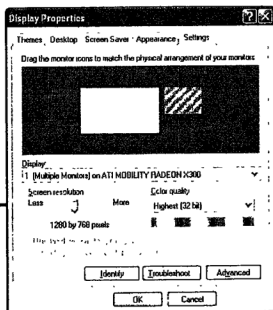 Display Properties
Themes Desktop Screen Saver Appearance Settings
Drag the monitor icons to match the physical arrangement of your monitors.
Display:
1. (Multiple Monitors) on ATI MOBILITY RADEON X300
Screen resolution Color quality
Less More Highest (32 bit)
1280 by 768 pixels
Identify Troubleshoot Advanced
OK Cancel